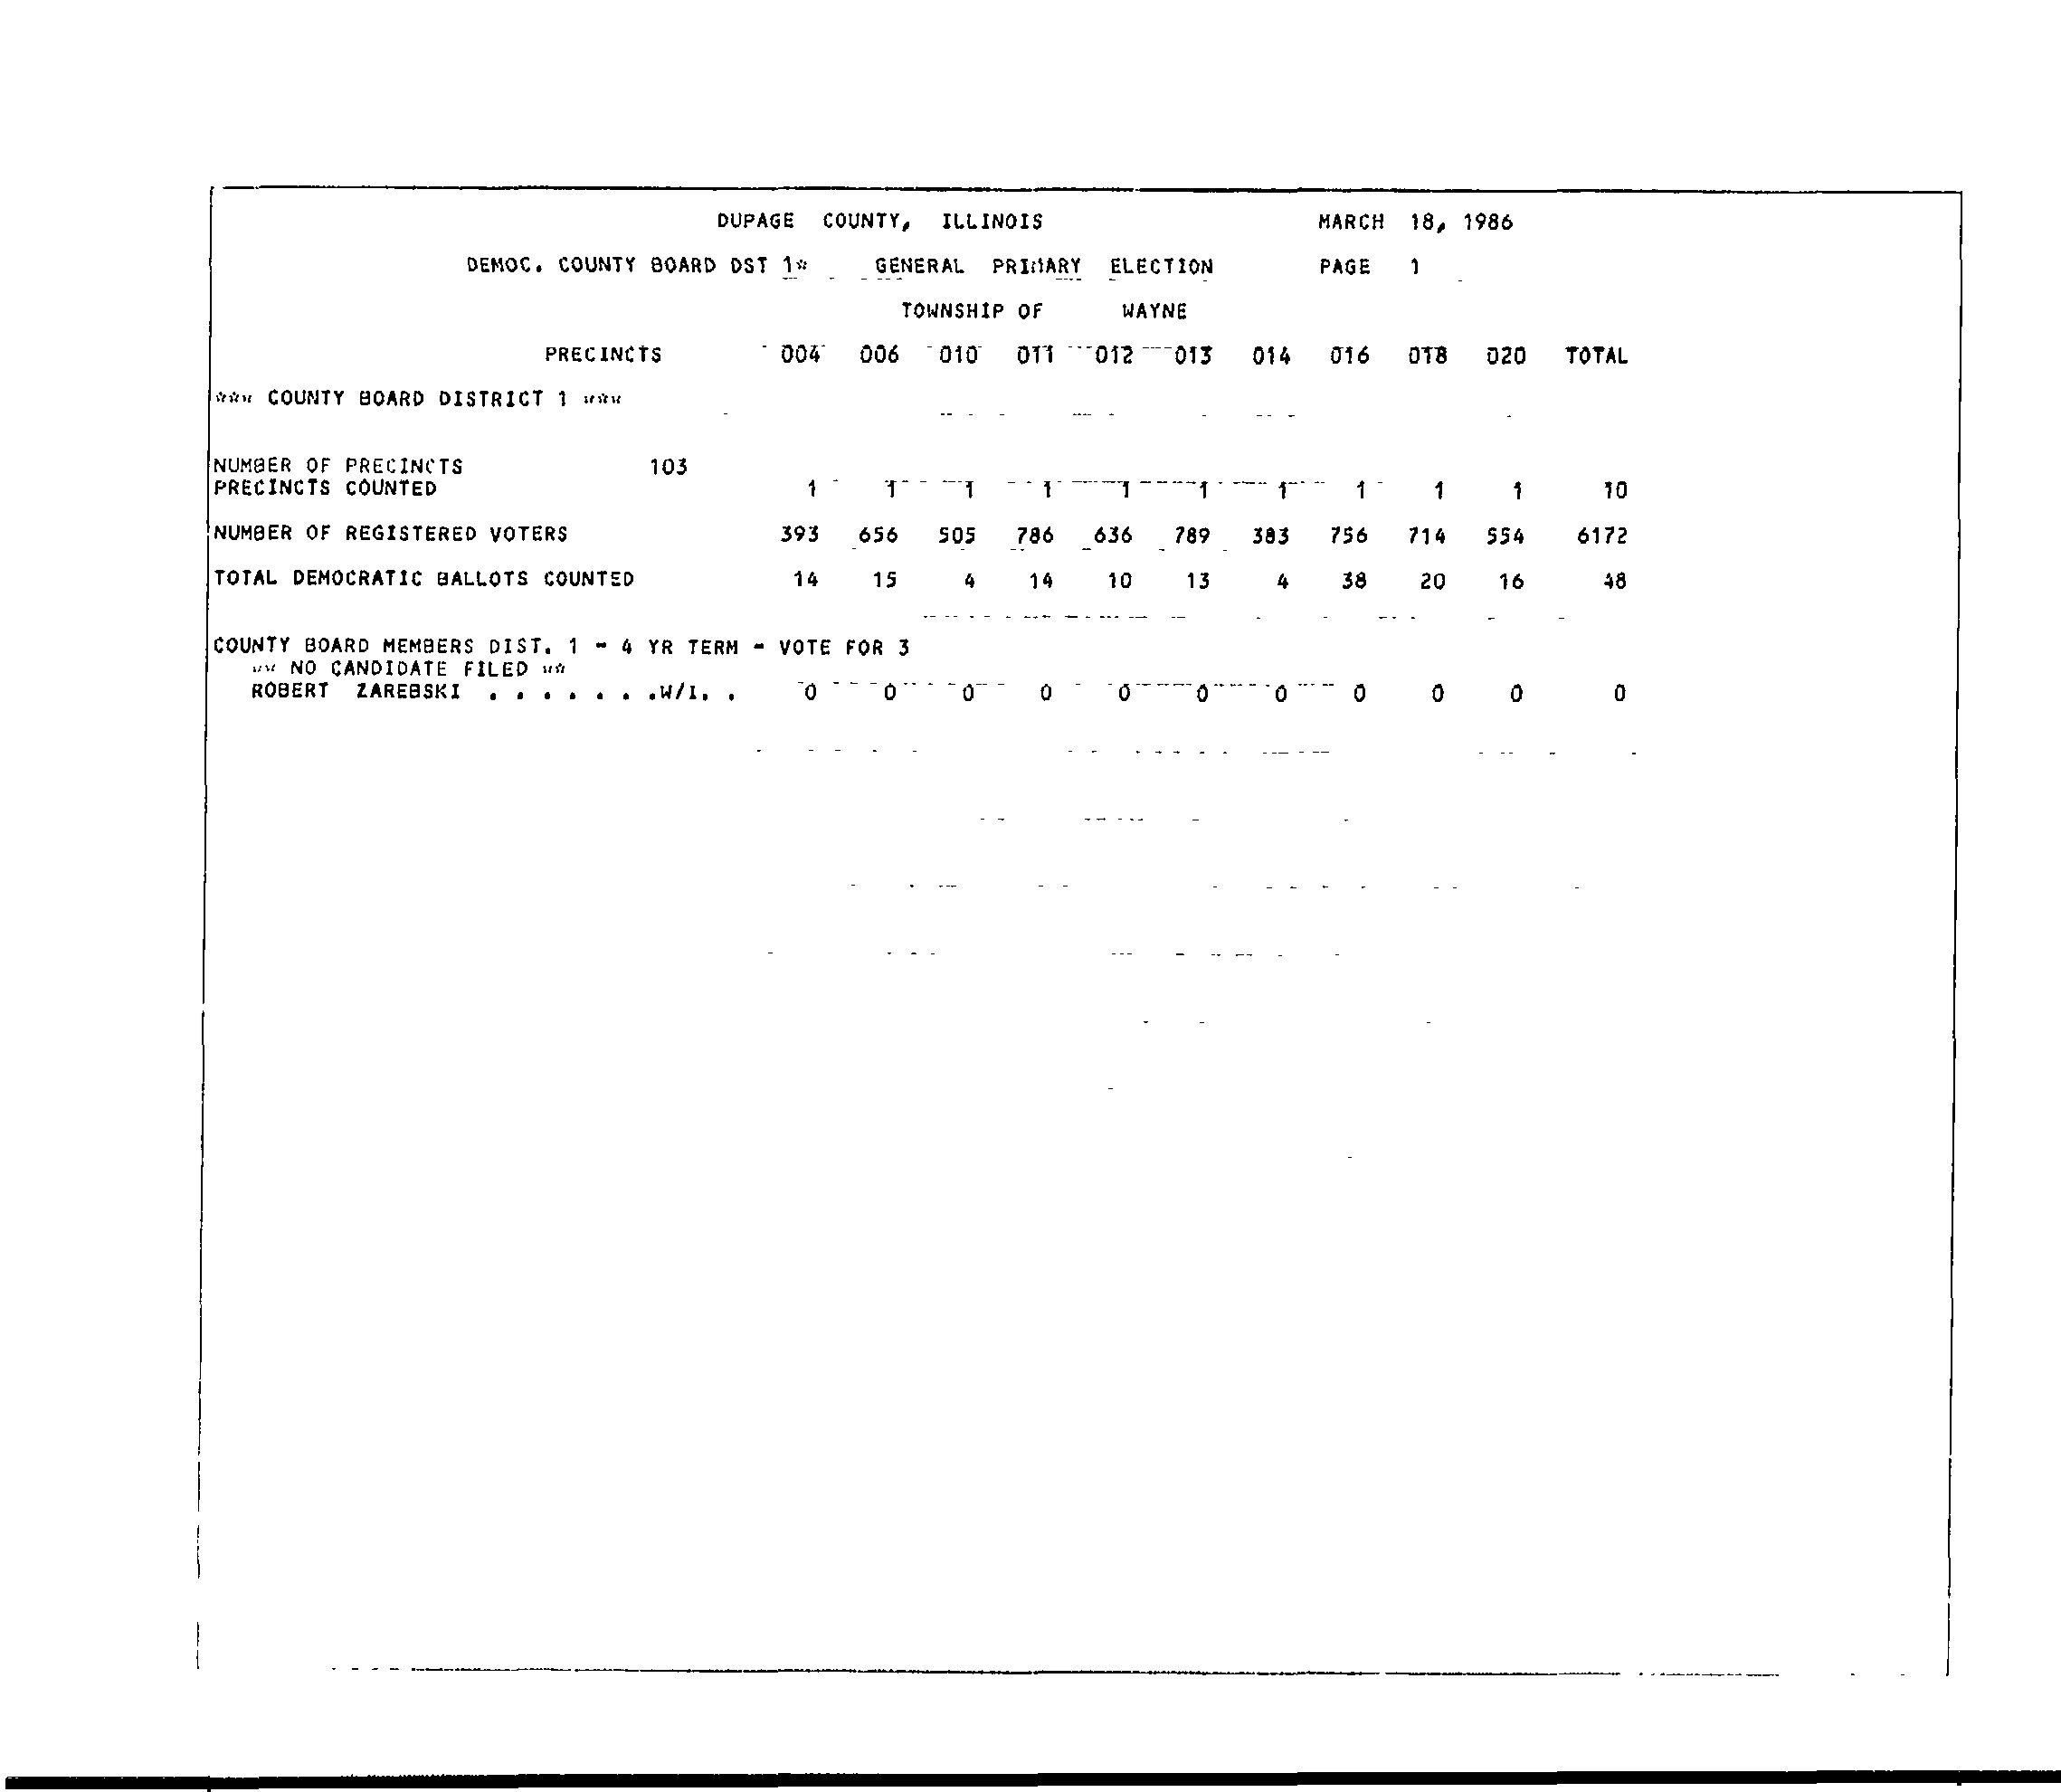 DUPAGE COUNTY, ILLINOIS MARCH 18, 1986
DEMOC. COUNTY BOARD DST 1* GENERAL PRIMARY ELECTION PAGE 1
TOWNSHIP OF WAYNE
PRECINCTS 004 006 010 011 012 013 014 016 018 020 TOTAL
*** COUNTY BOARD DISTRICT 1 ***
NUMBER OF PRECINCTS 103
PRECINCTS COUNTED 1 1 1 1 1 1 1 1 1 1 10
NUMBER OF REGISTERED VOTERS 393 656 505 786 636 789 383 756 714 554 6172
TOTAL DEMOCRATIC BALLOTS COUNTED 14 15 4 14 10 13 4 38 20 16 48
COUNTY BOARD MEMBERS DIST. 1 - 4 YR TERM - VOTE FOR 3
** NO CANDIDATE FILED **
ROBERT ZAREBSKI . . . . . . .W/I. . 0 0 0 0 0 0 0 0 0 0 0